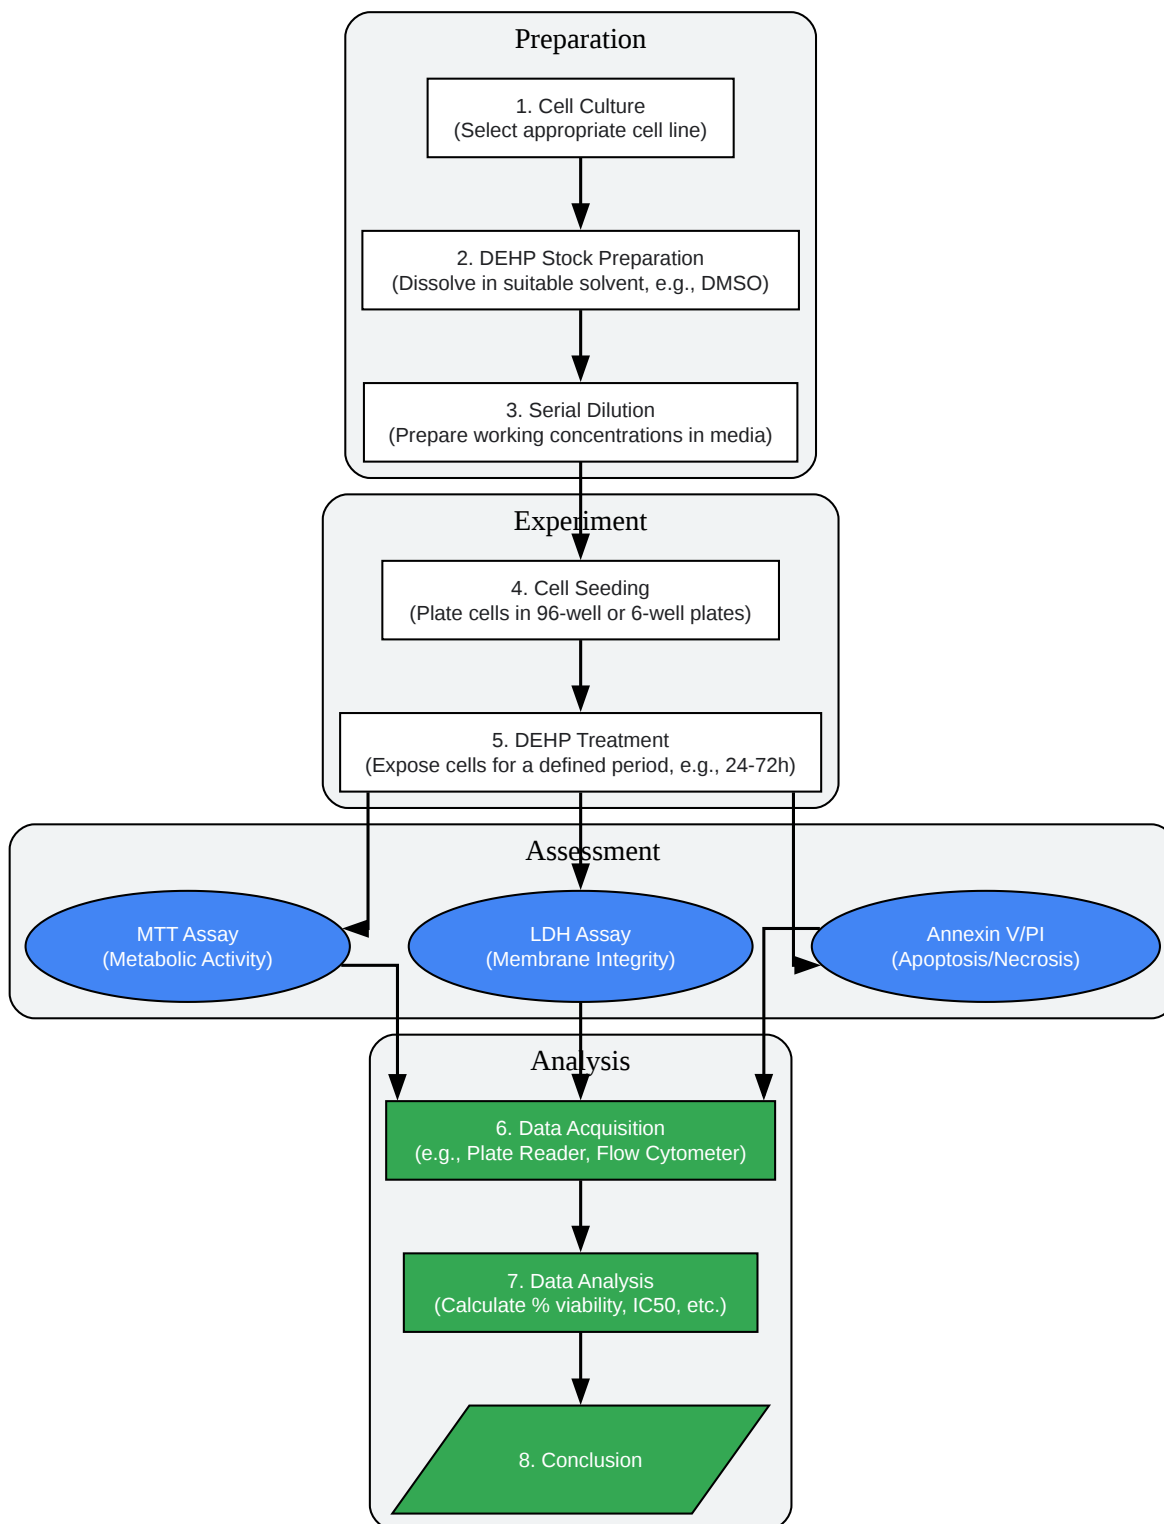 Preparation
1. Cell Culture
(Select appropriate cell line)
2. DEHP Stock Preparation
(Dissolve in suitable solvent, e.g., DMSO)
3. Serial Dilution
(Prepare working concentrations in media)
Experiment
4. Cell Seeding
(Plate cells in 96-well or 6-well plates)
5. DEHP Treatment
(Expose cells for a defined period, e.g., 24-72h)
Assessment
MTT Assay
(Metabolic Activity)
LDH Assay
(Membrane Integrity)
Annexin V/PI
(Apoptosis/Necrosis)
Analysis
6. Data Acquisition
(e.g., Plate Reader, Flow Cytometer)
7. Data Analysis
(Calculate % viability, IC50, etc.)
8. Conclusion